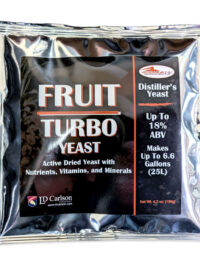 Distiller's
Yeast
FRUIT
TURBO
YEAST
Up To
18%
ABV
Makes
Up To 6.6
Gallons
(25L)
Active Dried Yeast with
Nutrients, Vitamins, and Minerals
LD Carlson